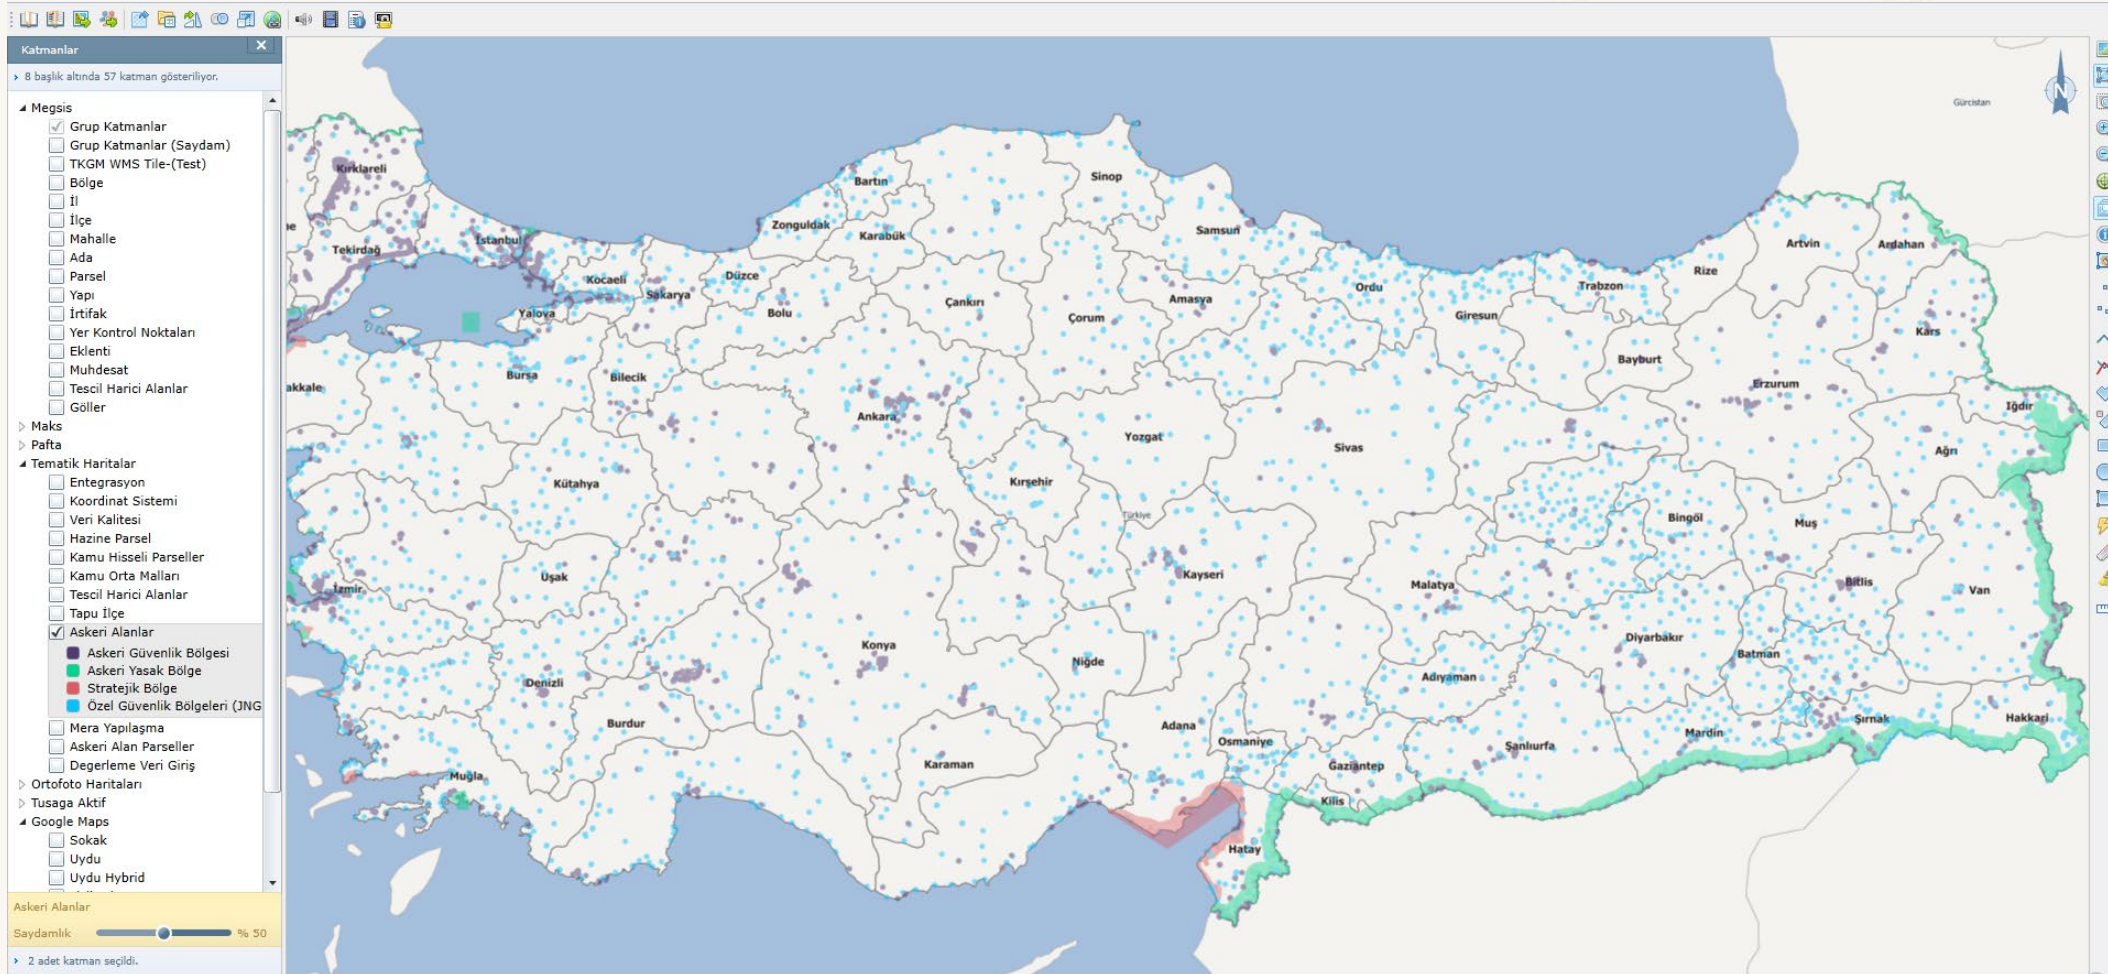 Katmanlar
8 başlık altında 57 katman gösteriliyor.
Megsis
Grup Katmanlar
Grup Katmanlar (Saydam)
TKGM WMS Tile-(Test)
Bölge
İl
İlçe
Mahalle
Ada
Parsel
Yapı
İrtifak
Yer Kontrol Noktaları
Eklenti
Muhdesat
Tescil Harici Alanlar
Göller
Maks
Pafta
Tematik Haritalar
Entegrasyon
Koordinat Sistemi
Veri Kalitesi
Hazine Parsel
Kamu Hisseli Parseller
Kamu Orta Malları
Tescil Harici Alanlar
Tapu İlçe
Askeri Alanlar
Askeri Güvenlik Bölgesi
Askeri Yasak Bölge
Stratejik Bölge
Özel Güvenlik Bölgeleri (JNG
Mera Yapılaşma
Askeri Alan Parseller
Degerleme Veri Giriş
Ortofoto Haritaları
Tusaga Aktif
Google Maps
Sokak
Uydu
Uydu Hybrid
Askeri Alanlar
Saydamlık % 50
2 adet katman seçildi.
N
Gürcistan
Kırklareli
Sinop
Bartın
Zonguldak
Karabük
Samsun
ne
Tekirdağ
İstanbul
Artvin
Ardahan
Kocaeli
Düzce
Rize
Sakarya
Trabzon
Ordu
Çankırı
Amasya
Yalova
Bolu
Çorum
Giresun
Kars
Bayburt
Bursa
Bilecik
akkale
Erzurum
Iğdır
Ankara
Yozgat
Sivas
Ağrı
Kütahya
Kırşehir
Türkiye
Bingöl
Muş
Uşak
Kayseri
Malatya
Bitlis
İzmir
Van
Konya
Diyarbakır
Niğde
Batman
Denizli
Adıyaman
Burdur
Adana
Şırnak
Hakkari
Osmaniye
Mardin
Şanlıurfa
Muğla
Karaman
Gaziantep
Kilis
Hatay